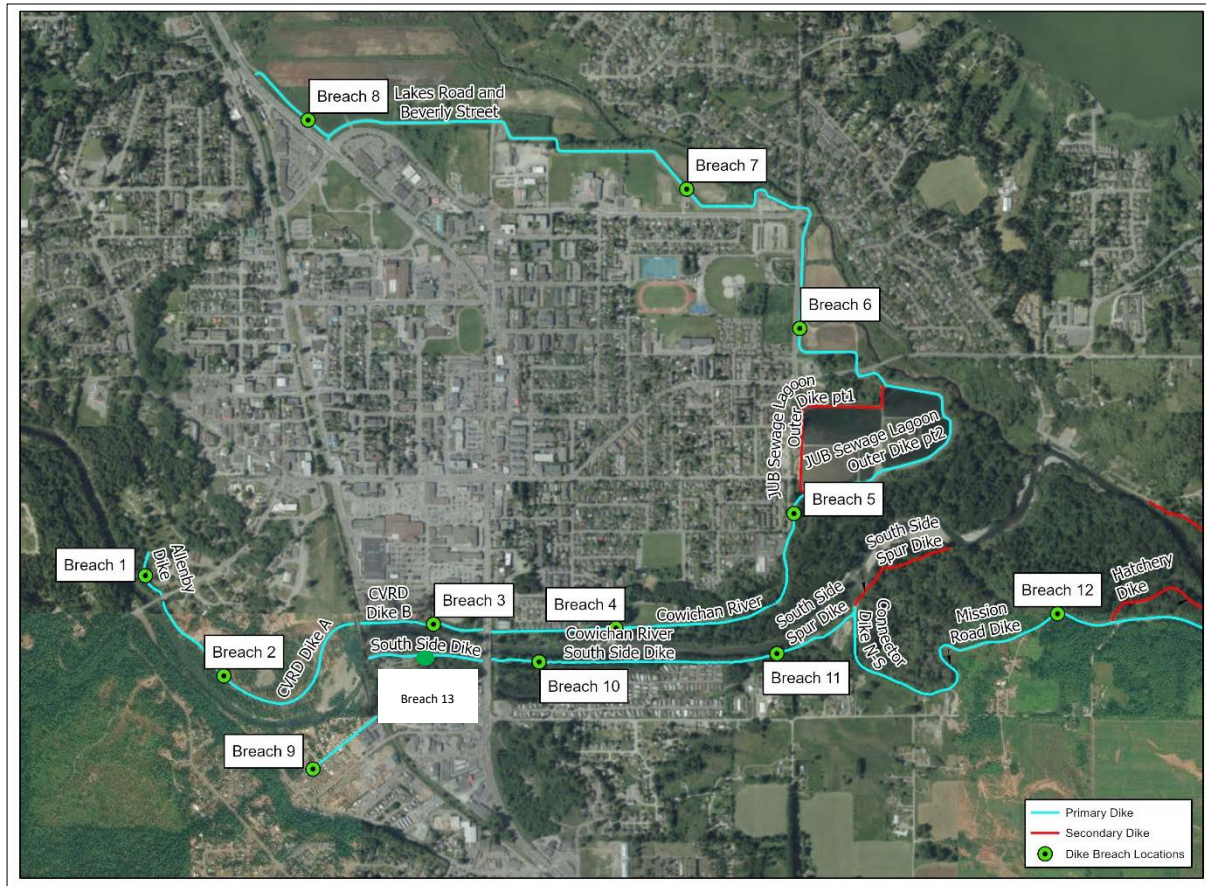 Breach 8
Lakes Road and
Beverly Street
Breach 7
Breach 6
JUB Sewage Lagoon
Outer Dike pt1
JUB Sewage Lagoon
Outer Dike pt2
Breach 5
Breach 1
Allenby
Dike
CVRD
Dike B
Breach 3
Breach 4
Cowichan River
South Side
Spur Dike
Hatchery
Dike
Breach 12
Mission
Road Dike
South Side
Spur Dike
Connector
Dike N-S
Breach 2
CVRD Dike A
South Side Dike
Cowichan River
South Side Dike
Breach 10
Breach 11
Breach 13
Breach 9
Primary Dike
Secondary Dike
Dike Breach Locations